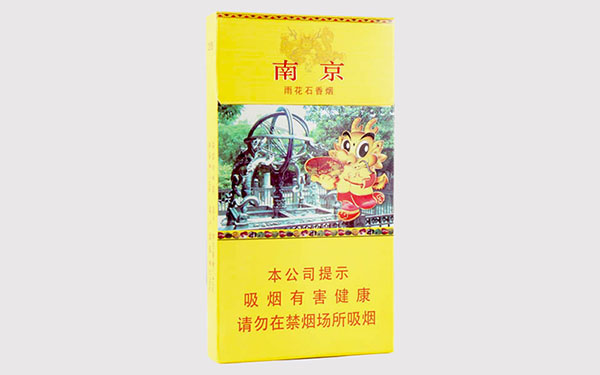 南京
雨花石香烟
本公司提示
吸烟有害健康
请勿在禁烟场所吸烟